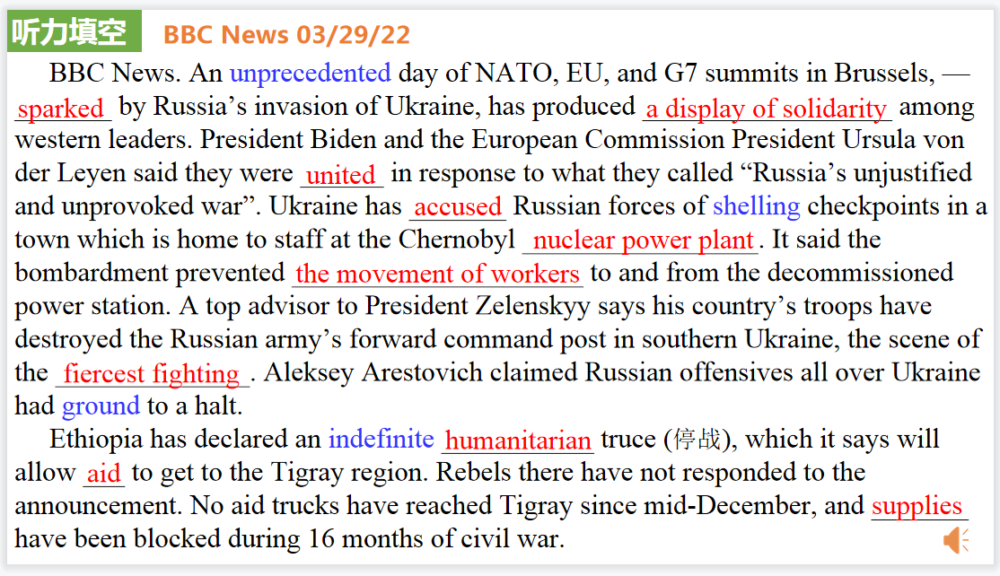 听力填空 BBC News 03/29/22
BBC News. An unprecedented day of NATO, EU, and G7 summits in Brussels, —
sparked by Russia's invasion of Ukraine, has produced a display of solidarity among
western leaders. President Biden and the European Commission President Ursula von
der Leyen said they were united in response to what they called “Russia's unjustified
and unprovoked war”. Ukraine has accused Russian forces of shelling checkpoints in a
town which is home to staff at the Chernobyl nuclear power plant. It said the
bombardment prevented the movement of workers to and from the decommissioned
power station. A top advisor to President Zelenskyy says his country's troops have
destroyed the Russian army's forward command post in southern Ukraine, the scene of
the fiercest fighting. Aleksey Arestovich claimed Russian offensives all over Ukraine
had ground to a halt.
Ethiopia has declared an indefinite humanitarian truce (停战), which it says will
allow aid to get to the Tigray region. Rebels there have not responded to the
announcement. No aid trucks have reached Tigray since mid-December, and supplies
have been blocked during 16 months of civil war.